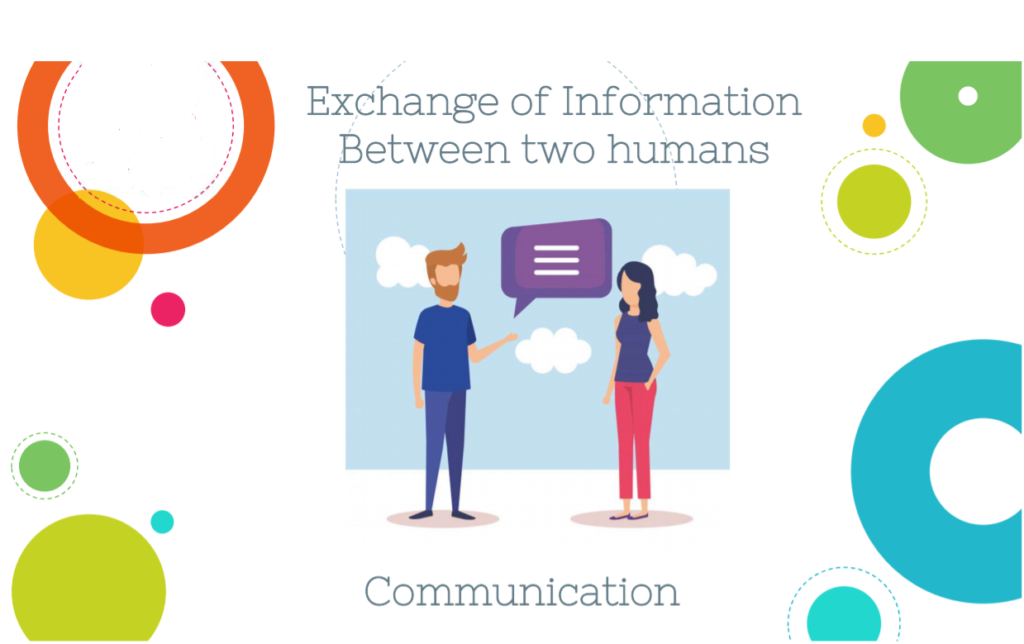 Exchange of Information
Between two humans
Communication